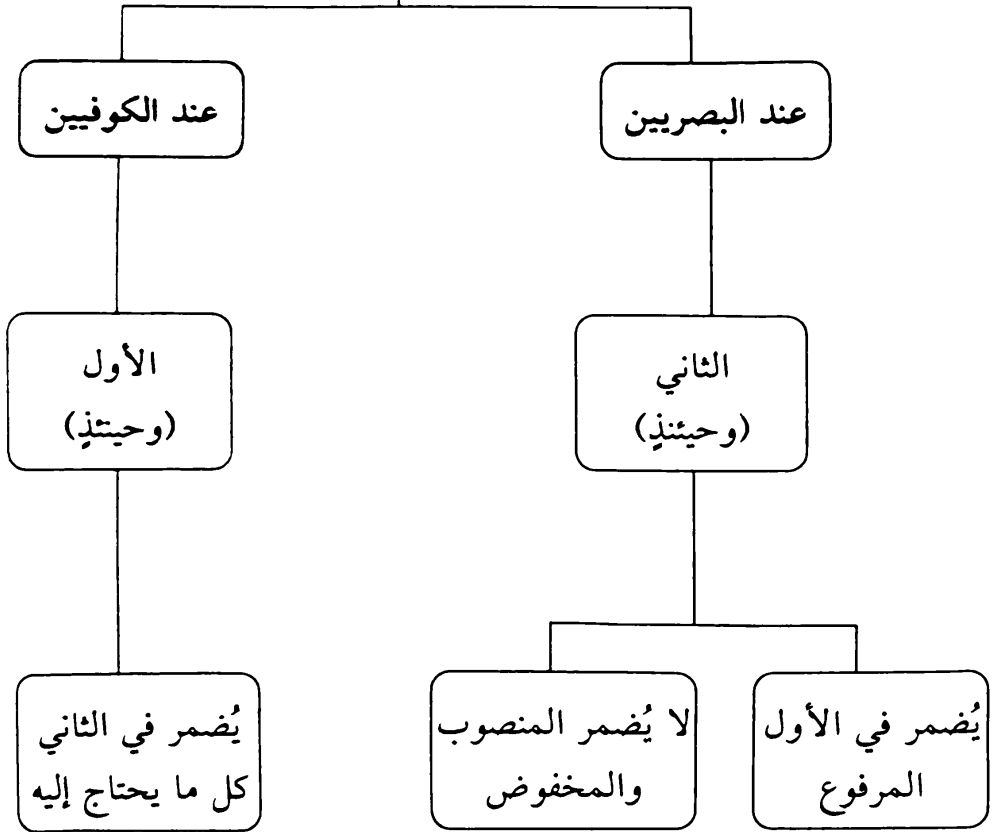 عند البصريين
عند الكوفيين
الثاني
(وحيئنذٍ)
الأول
(وحينئذٍ)
يُضمر في الأول
المرفوع
لا يُضمر المنصوب
والمخفوض
يُضمر في الثاني
كل ما يحتاج إليه